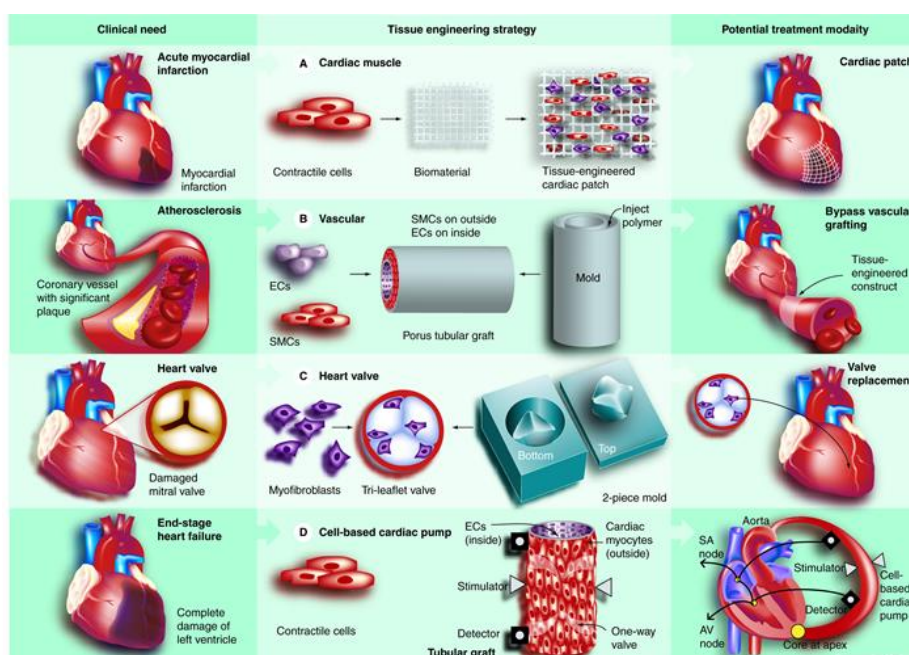 Clinical need
Tissue engineering strategy
Potential treatment modaity
Acute myocardial
infarction
Myocardial
infarction
A Cardiac muscle
Contractile cells
Biomaterial
Tissue-engineered
cardiac patch
Cardiac patch
Atherosclerosis
Coronary vessel
with significant
plaque
B Vascular
ECs
SMCs
SMCs on outside
ECs on inside
Porus tubular graft
Inject
polymer
Mold
Bypass vascular
grafting
Tissue-
engineered
construct
Heart valve
Damaged
mitral valve
C Heart valve
Myofibroblasts
Tri-leaflet valve
Bottom
Top
2-piece mold
Valve
replacement
End-stage
heart failure
Complete
damage of
left ventricle
D Cell-based cardiac pump
Contractile cells
ECs
(inside)
Cardiac
myocytes
(outside)
Stimulator
Detector
One-way
valve
Tubular graft
Aorta
SA
node
Stimulator
Cell-
based
cardiac
pump
Detector
AV
node
Core at apex